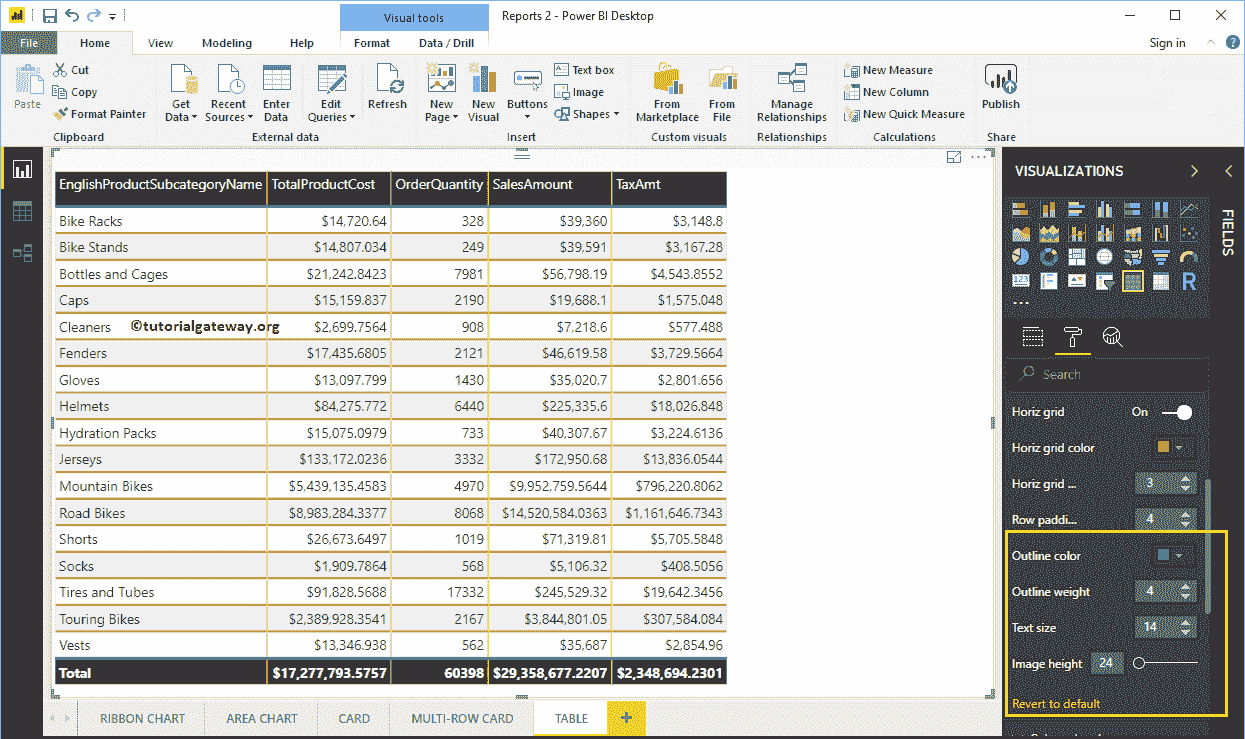 Visual tools
Reports 2 - Power BI Desktop
File Home View Modeling Help Format Data / Drill Sign in
Cut
Copy
Format Painter
Paste
Clipboard
Get Data
Recent Sources
Enter Data
Edit Queries
Refresh
External data
New Page
New Visual
Buttons
Text box
Image
Shapes
Insert
From Marketplace
From File
Custom visuals
Manage Relationships
Relationships
New Measure
New Column
New Quick Measure
Calculations
Publish
Share
EnglishProductSubcategoryName TotalProductCost OrderQuantity SalesAmount TaxAmt
Bike Racks $14,720.64 328 $39,360 $3,148.8
Bike Stands $14,807.034 249 $39,591 $3,167.28
Bottles and Cages $21,242.8423 7981 $56,798.19 $4,543.8552
Caps $15,159.837 2190 $19,688.1 $1,575.048
Cleaners ©tutorialgateway.org $2,699.7564 908 $7,218.6 $577.488
Fenders $17,435.6805 2121 $46,619.58 $3,729.5664
Gloves $13,097.799 1430 $35,020.7 $2,801.656
Helmets $84,275.772 6440 $225,335.6 $18,026.848
Hydration Packs $15,075.0979 733 $40,307.67 $3,224.6136
Jerseys $133,172.0236 3332 $172,950.68 $13,836.0544
Mountain Bikes $5,439,135.4583 4970 $9,952,759.5644 $796,220.8062
Road Bikes $8,983,284.3377 8068 $14,520,584.0363 $1,161,646.7343
Shorts $26,673.6497 1019 $71,319.81 $5,705.5848
Socks $1,909.7864 568 $5,106.32 $408.5056
Tires and Tubes $91,828.5688 17332 $245,529.32 $19,642.3456
Touring Bikes $2,389,928.3541 2167 $3,844,801.05 $307,584.084
Vests $13,346.938 562 $35,687 $2,854.96
Total $17,277,793.5757 60398 $29,358,677.2207 $2,348,694.2301
VISUALIZATIONS
FIELDS
123
R
Search
Horiz grid On
Horiz grid color
Horiz grid ... 3
Row paddi... 4
Outline color
Outline weight 4
Text size 14
Image height 24
Revert to default
RIBBON CHART AREA CHART CARD MULTI-ROW CARD TABLE